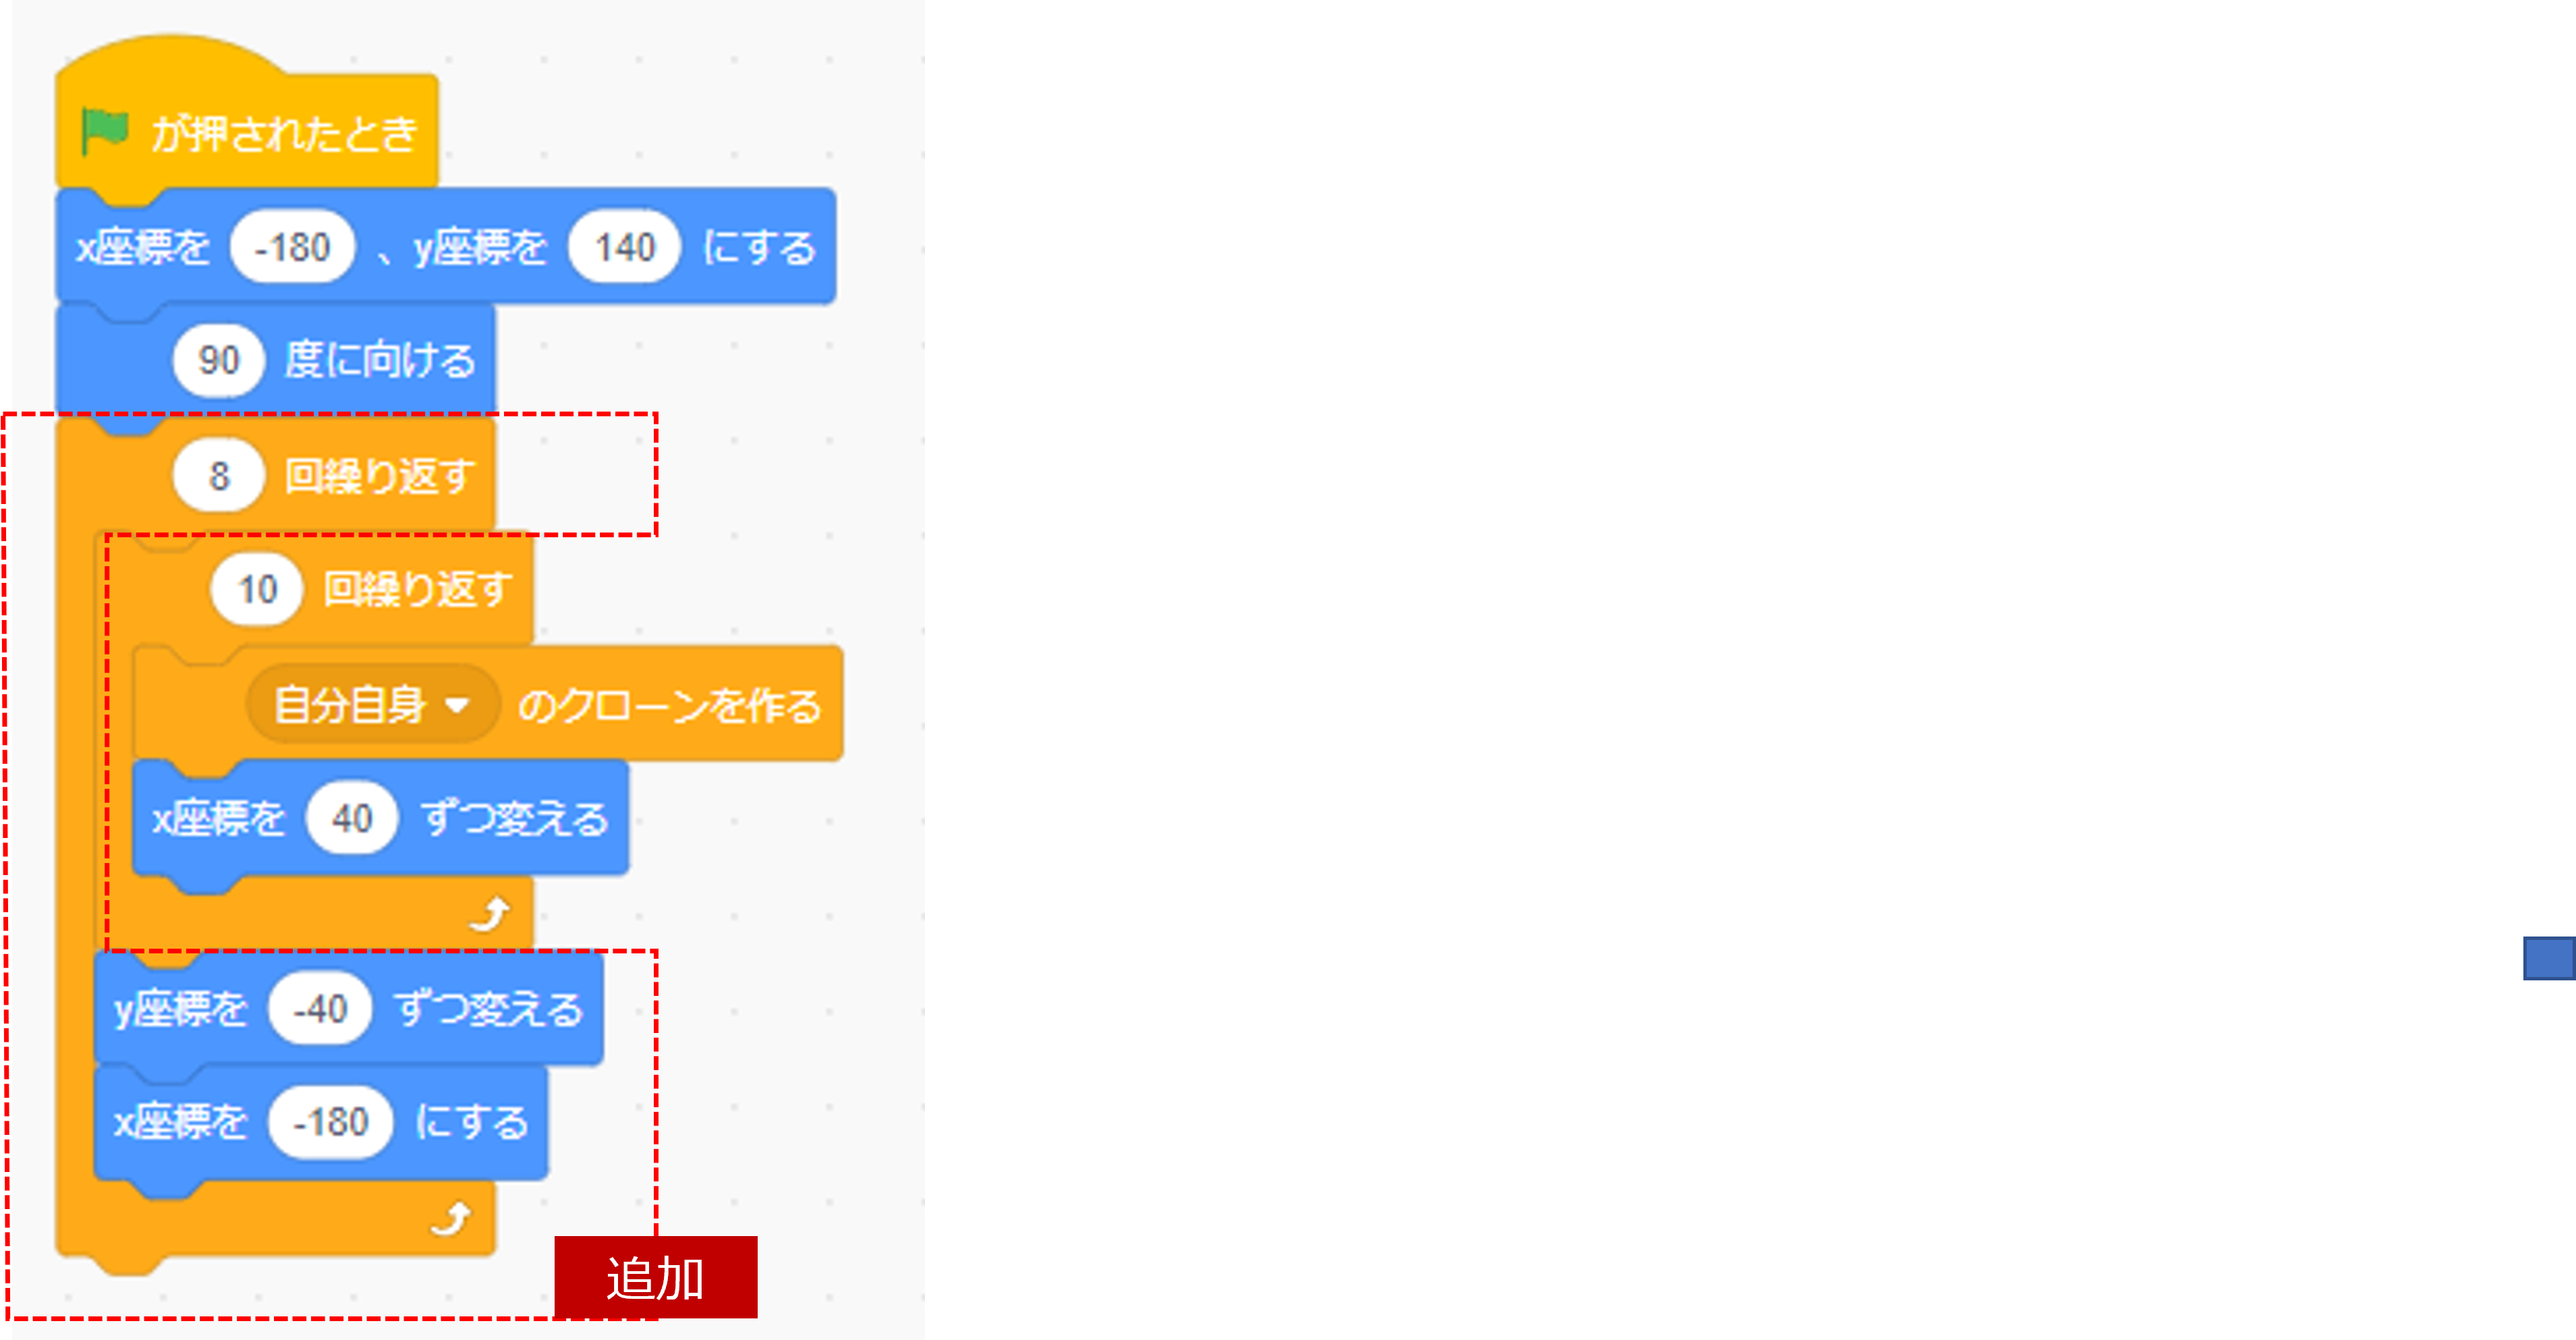 が押されたとき
x座標を -180 、y座標を 140 にする
90 度に向ける
8 回繰り返す
10 回繰り返す
自分自身 のクローンを作る
x座標を 40 ずつ変える
y座標を -40 ずつ変える
x座標を -180 にする
追加